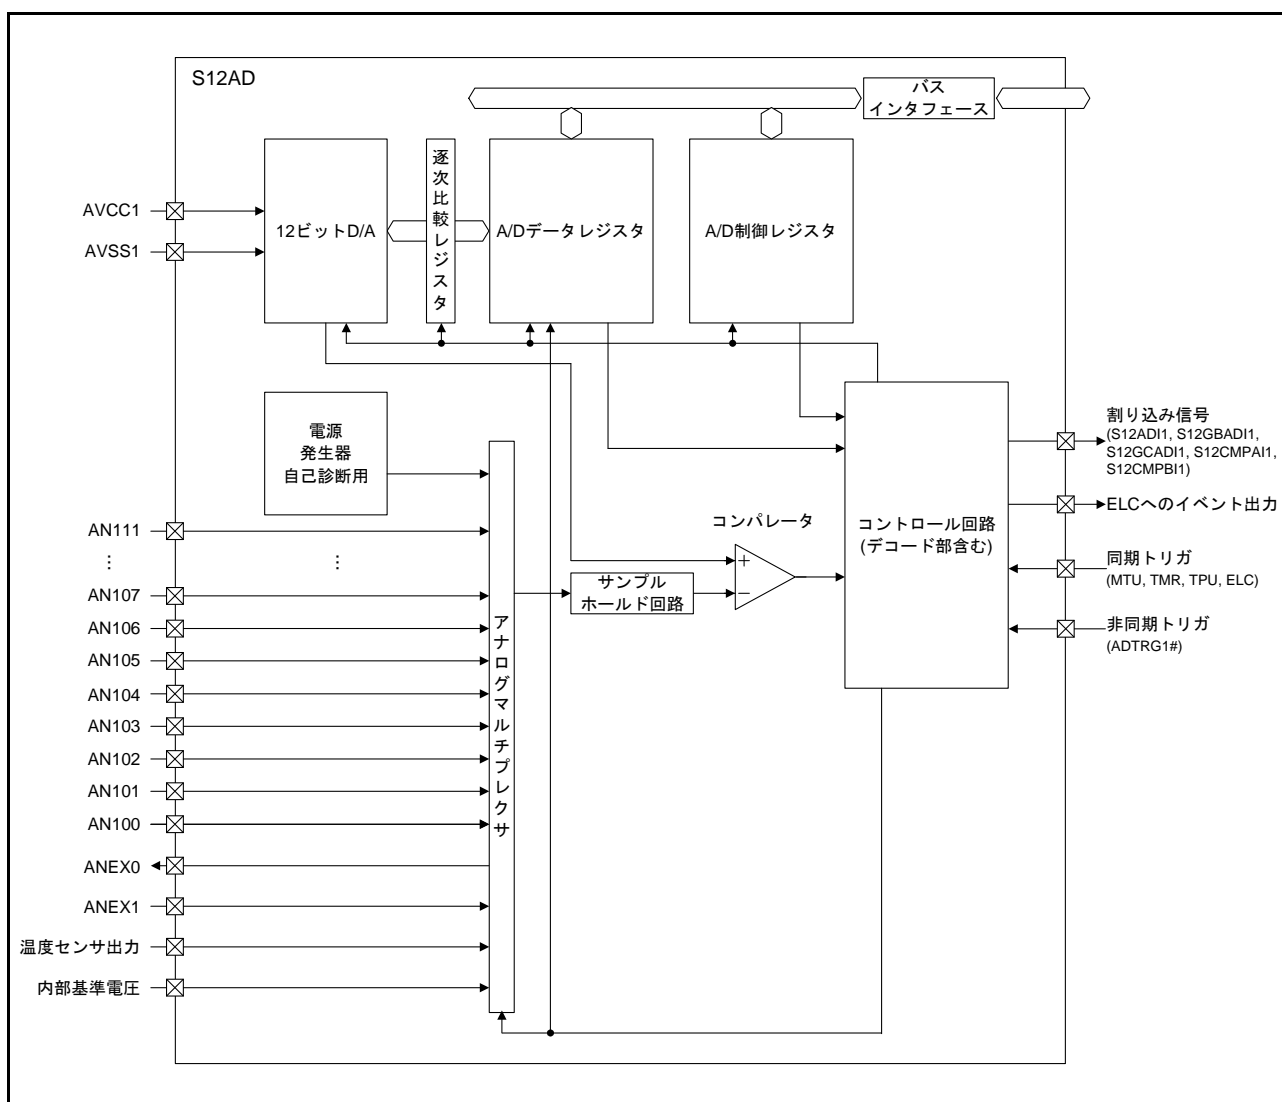 S12AD
バス
インタフェース
逐次比較レジスタ
AVCC1
AVSS1
12ビットD/A
A/Dデータレジスタ
A/D制御レジスタ
電源
発生器
自己診断用
割り込み信号
(S12ADI1, S12GBADI1,
S12GCADI1, S12CMPAI1,
S12CMPBI1)
ELCへのイベント出力
同期トリガ
(MTU, TMR, TPU, ELC)
非同期トリガ
(ADTRG1#)
コンパレータ
+
−
コントロール回路
(デコード部含む)
サンプル
ホールド回路
アナログマルチプレクサ
AN111
⋮
⋮
AN107
AN106
AN105
AN104
AN103
AN102
AN101
AN100
ANEX0
ANEX1
温度センサ出力
内部基準電圧